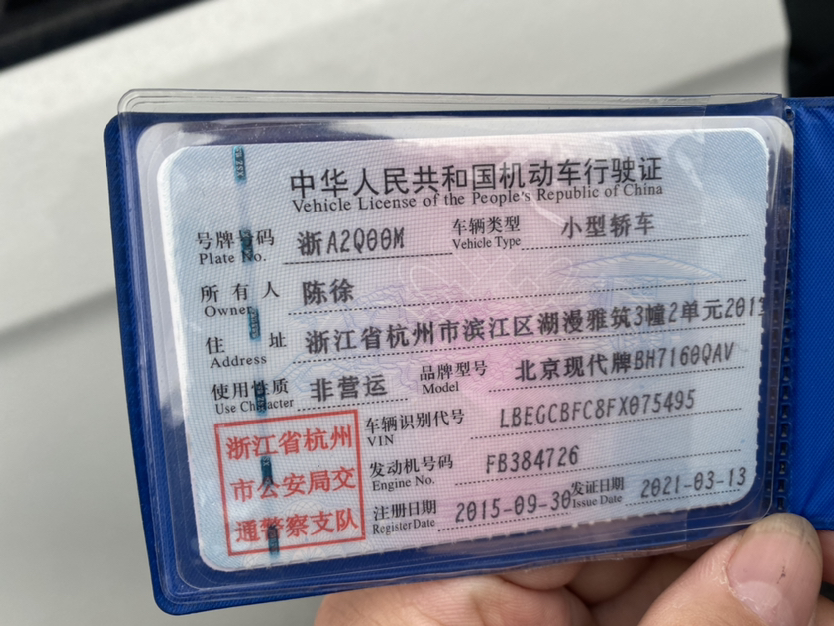 中华人民共和国机动车行驶证
Vehicle License of the People's Republic of China
号牌号码 浙A2Q00M 车辆类型 小型轿车
Plate No. Vehicle Type
所有人 陈徐
Owner
住址 浙江省杭州市滨江区湖漫雅筑3幢2单元201
Address
使用性质 非营运 品牌型号 北京现代牌BH7160QAV
Use Character Model
浙江省杭州
市公安局交
通警察支队
车辆识别代号 LBEGCBFC8FX075495
VIN
发动机号码 FB384726
Engine No.
注册日期 2015-09-30 发证日期 2021-03-13
Register Date Issue Date